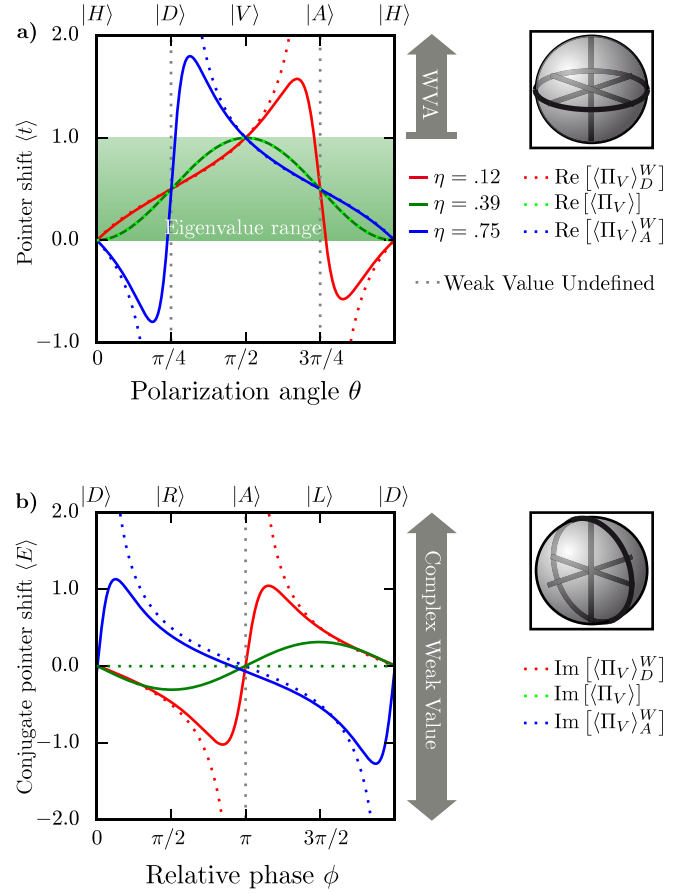 |H⟩ |D⟩ |V⟩ |A⟩ |H⟩
a)
2.0
1.0
0.0
−1.0
Pointer shift ⟨t⟩
Eigenvalue range
0 π/4 π/2 3π/4
Polarization angle θ
WVA
η = .12 Re [⟨Π_V⟩_D^W]
η = .39 Re [⟨Π_V⟩]
η = .75 Re [⟨Π_V⟩_A^W]
Weak Value Undefined
|D⟩ |R⟩ |A⟩ |L⟩ |D⟩
b)
2.0
1.0
0.0
−1.0
−2.0
Conjugate pointer shift ⟨E⟩
0 π/2 π 3π/2
Relative phase ϕ
Complex Weak Value
Im [⟨Π_V⟩_D^W]
Im [⟨Π_V⟩]
Im [⟨Π_V⟩_A^W]